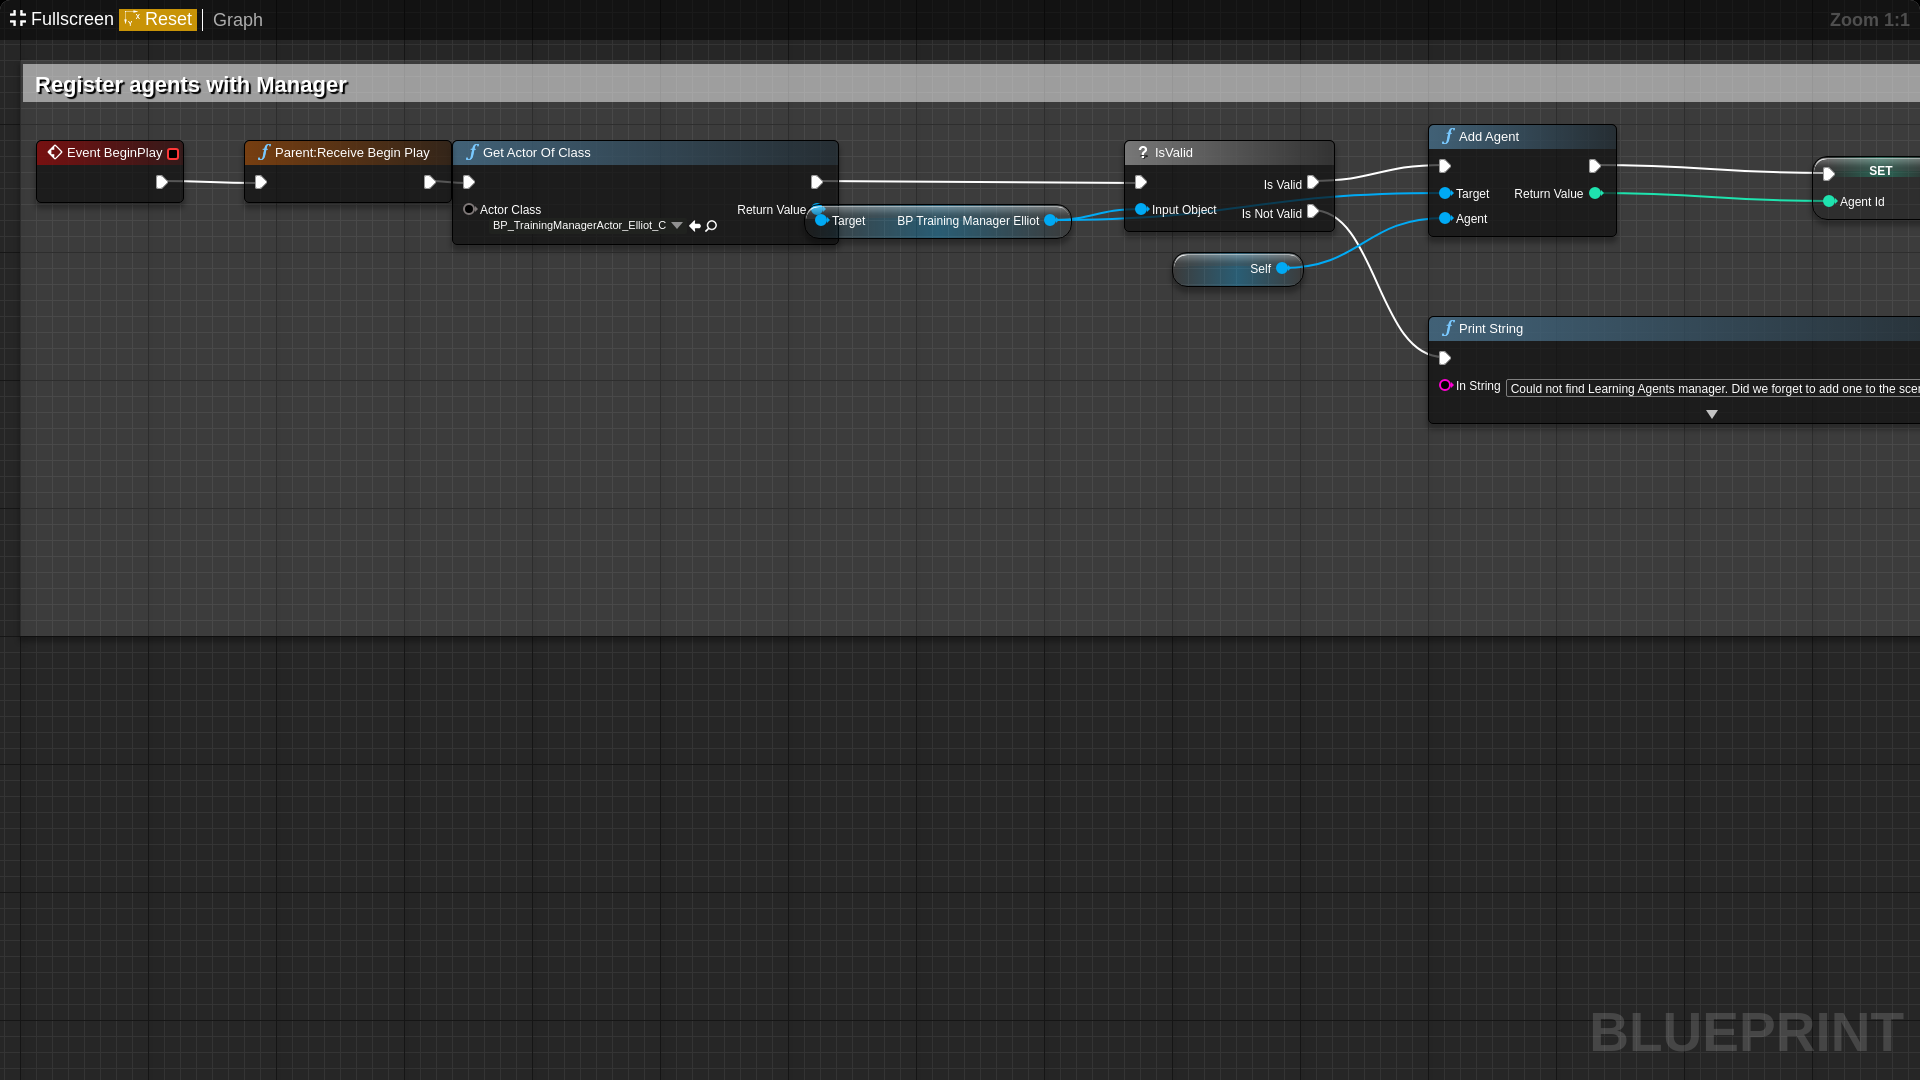 Fullscreen Reset Graph Zoom 1:1
Register agents with Manager
Event BeginPlay
Parent:Receive Begin Play
Get Actor Of Class
Actor Class
BP_TrainingManagerActor_Elliot_C
Return Value
Target BP Training Manager Elliot
? IsValid
Is Valid
Input Object Is Not Valid
Self
Add Agent
Target Return Value
Agent
SET
Agent Id
Print String
In String Could not find Learning Agents manager. Did we forget to add one to the
BLUEPRINT